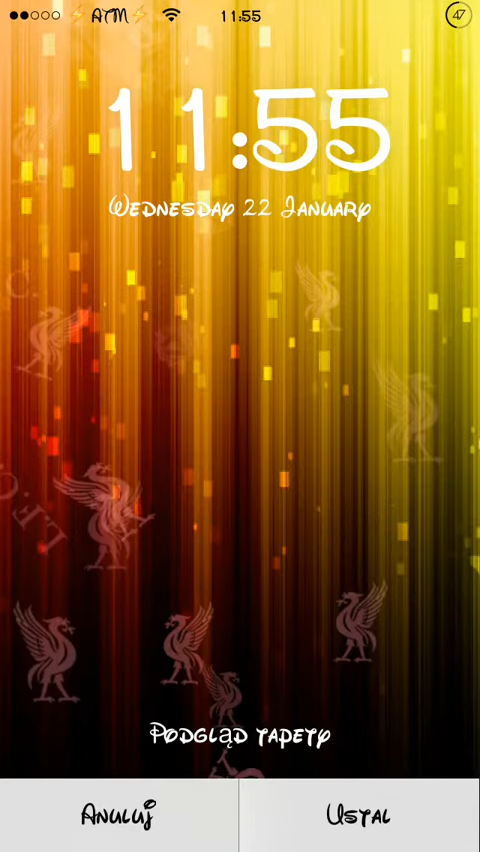 ⚡ ATM ⚡ 11:55 47
11:55
Wednesday 22 January
C.
L.F.C.
Podgląd tapety
Anuluj Ustal